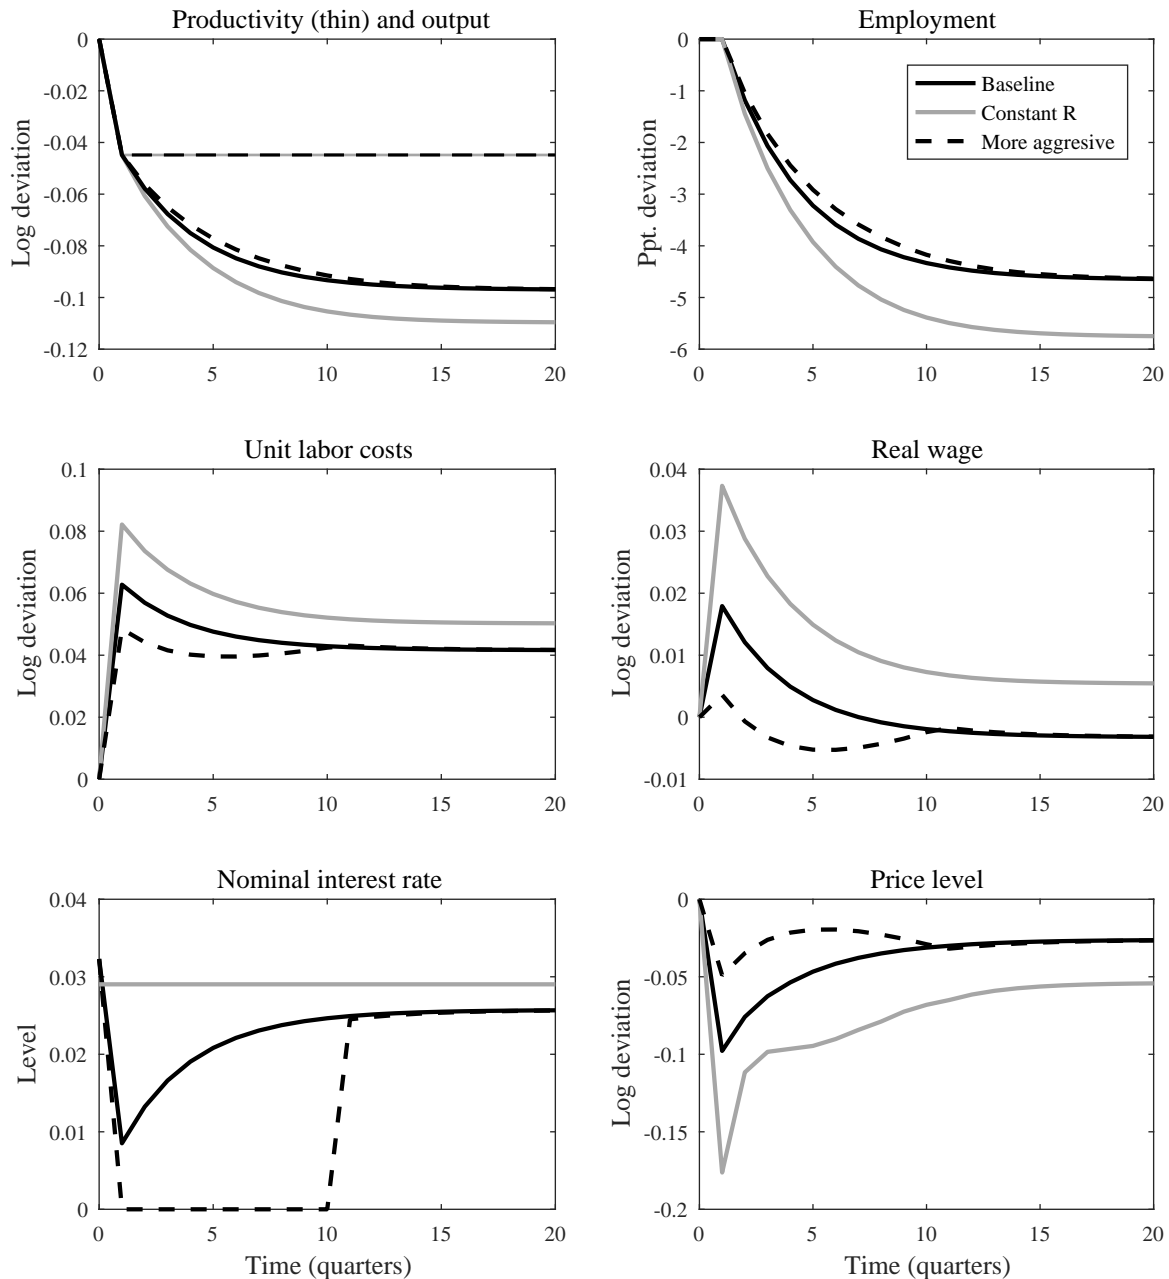 Productivity (thin) and output
Log deviation
0
-0.02
-0.04
-0.06
-0.08
-0.1
-0.12
0 5 10 15 20
Employment
Ppt. deviation
0
-1
-2
-3
-4
-5
-6
0 5 10 15 20
Baseline
Constant R
More aggresive
Unit labor costs
Log deviation
0.1
0.08
0.06
0.04
0.02
0
0 5 10 15 20
Real wage
Log deviation
0.04
0.03
0.02
0.01
0
-0.01
0 5 10 15 20
Nominal interest rate
Level
0.04
0.03
0.02
0.01
0
0 5 10 15 20
Time (quarters)
Price level
Log deviation
0
-0.05
-0.1
-0.15
-0.2
0 5 10 15 20
Time (quarters)